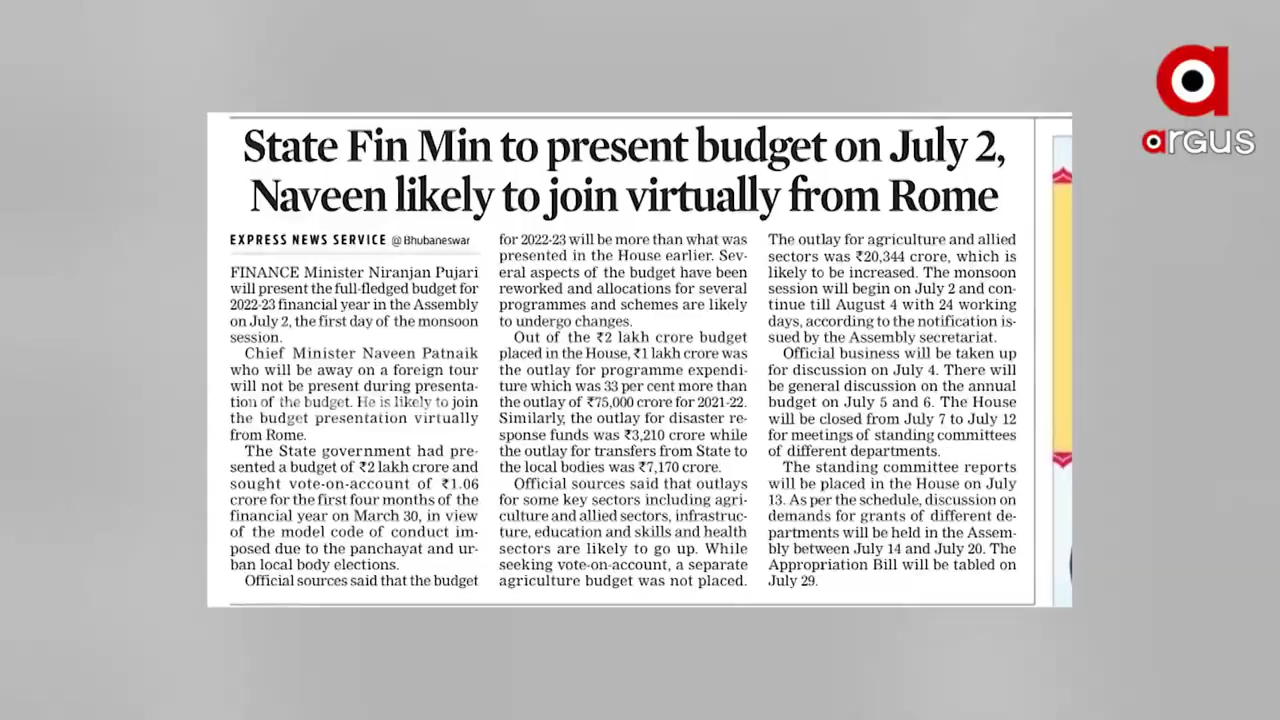 State Fin Min to present budget on July 2,
Naveen likely to join virtually from Rome
EXPRESS NEWS SERVICE @ Bhubaneswar
FINANCE Minister Niranjan Pujari
will present the full-fledged budget for
2022-23 financial year in the Assembly
on July 2, the first day of the monsoon
session.
Chief Minister Naveen Patnaik
who will be away on a foreign tour
will not be present during presenta-
tion of the budget. He is likely to join
the budget presentation virtually
from Rome.
The State government had pre-
sented a budget of ₹2 lakh crore and
sought vote-on-account of ₹1.06
crore for the first four months of the
financial year on March 30, in view
of the model code of conduct im-
posed due to the panchayat and ur-
ban local body elections.
Official sources said that the budget
for 2022-23 will be more than what was
presented in the House earlier. Sev-
eral aspects of the budget have been
reworked and allocations for several
programmes and schemes are likely
to undergo changes.
Out of the ₹2 lakh crore budget
placed in the House, ₹1 lakh crore was
the outlay for programme expendi-
ture which was 33 per cent more than
the outlay of ₹75,000 crore for 2021-22.
Similarly, the outlay for disaster re-
sponse funds was ₹3,210 crore while
the outlay for transfers from State to
the local bodies was ₹7,170 crore.
Official sources said that outlays
for some key sectors including agri-
culture and allied sectors, infrastruc-
ture, education and skills and health
sectors are likely to go up. While
seeking vote-on-account, a separate
agriculture budget was not placed.
The outlay for agriculture and allied
sectors was ₹20,344 crore, which is
likely to be increased. The monsoon
session will begin on July 2 and con-
tinue till August 4 with 24 working
days, according to the notification is-
sued by the Assembly secretariat.
Official business will be taken up
for discussion on July 4. There will
be general discussion on the annual
budget on July 5 and 6. The House
will be closed from July 7 to July 12
for meetings of standing committees
of different departments.
The standing committee reports
will be placed in the House on July
13. As per the schedule, discussion on
demands for grants of different de-
partments will be held in the Assem-
bly between July 14 and July 20. The
Appropriation Bill will be tabled on
July 29.
argus